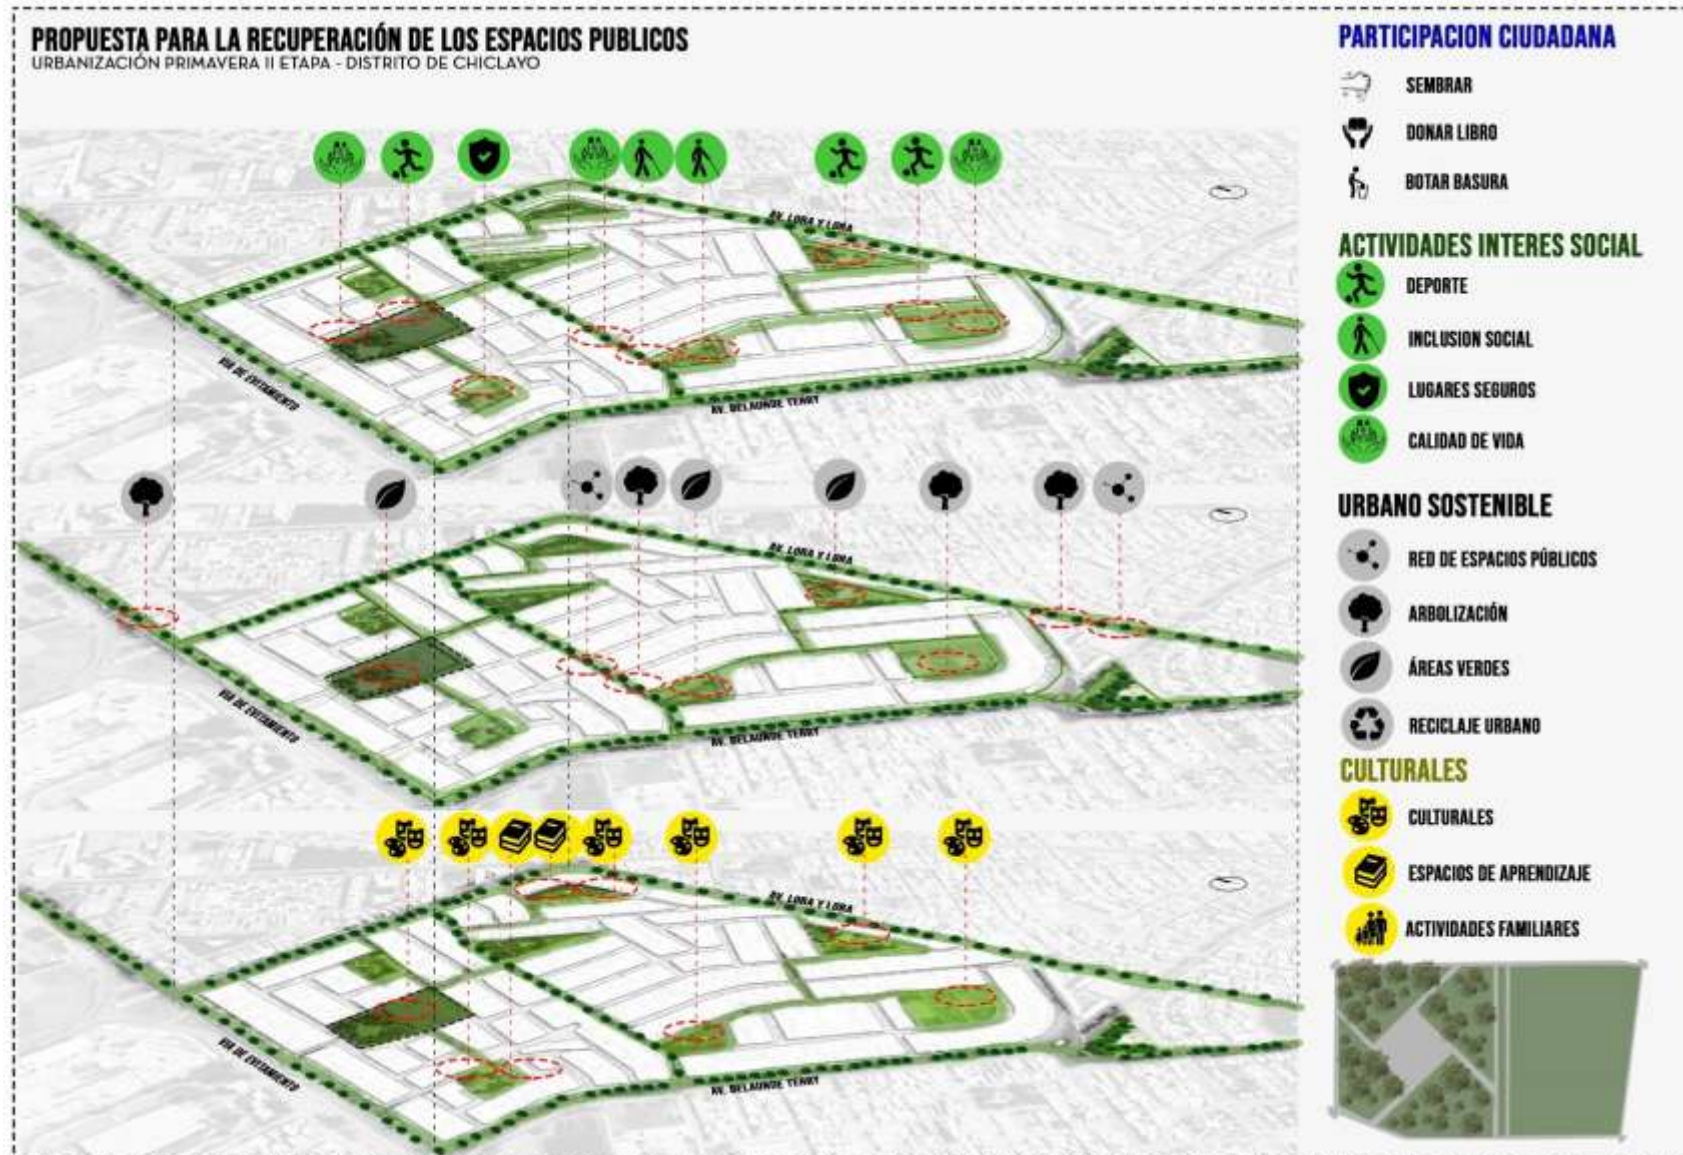 PROPUESTA PARA LA RECUPERACIÓN DE LOS ESPACIOS PUBLICOS
URBANIZACIÓN PRIMAVERA II ETAPA - DISTRITO DE CHICLAYO
AV. LORA Y LORA
VIA DE EVITAMIENTO
AV. BELAUNDE TERRY
AV. LORA Y LORA
VIA DE EVITAMIENTO
AV. BELAUNDE TERRY
AV. LORA Y LORA
VIA DE EVITAMIENTO
AV. BELAUNDE TERRY
PARTICIPACION CIUDADANA
SEMBRAR
DONAR LIBRO
BOTAR BASURA
ACTIVIDADES INTERES SOCIAL
DEPORTE
INCLUSION SOCIAL
LUGARES SEGUROS
CALIDAD DE VIDA
URBANO SOSTENIBLE
RED DE ESPACIOS PÚBLICOS
ARBOLIZACIÓN
ÁREAS VERDES
RECICLAJE URBANO
CULTURALES
CULTURALES
ESPACIOS DE APRENDIZAJE
ACTIVIDADES FAMILIARES